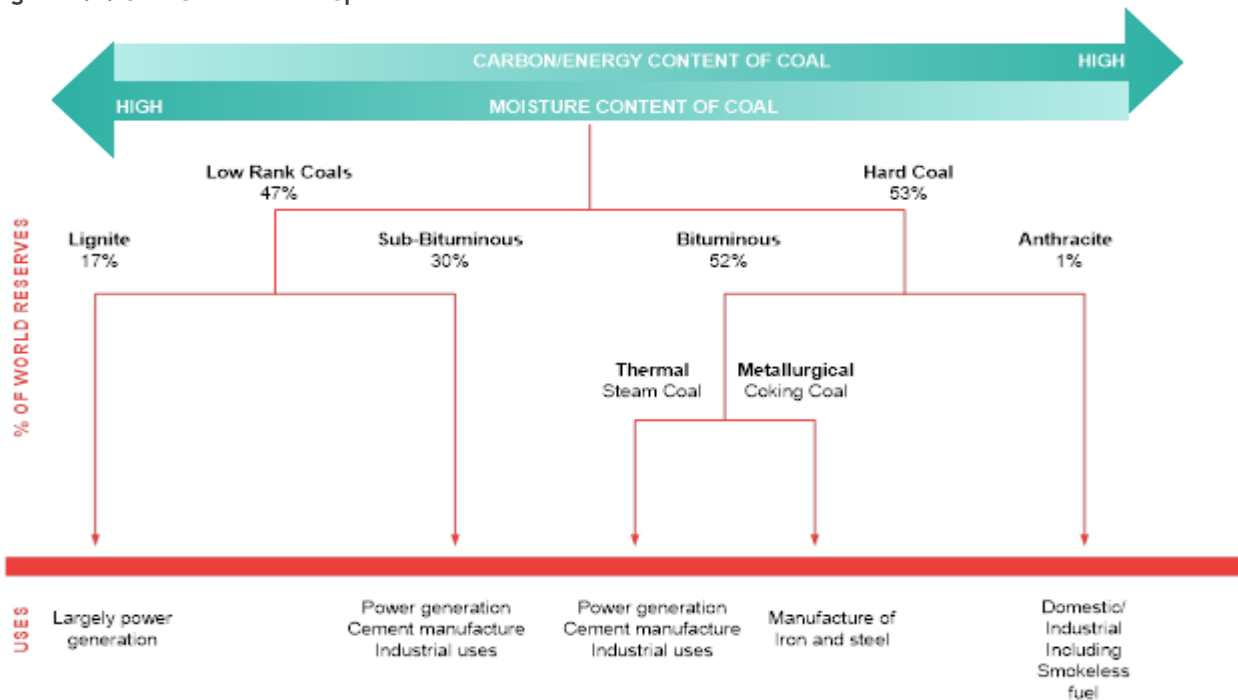 CARBON/ENERGY CONTENT OF COAL HIGH
HIGH MOISTURE CONTENT OF COAL
Low Rank Coals
47%
Hard Coal
53%
% OF WORLD RESERVES
Lignite
17%
Sub-Bituminous
30%
Bituminous
52%
Anthracite
1%
Thermal
Steam Coal
Metallurgical
Coking Coal
USES
Largely power
generation
Power generation
Cement manufacture
Industrial uses
Power generation
Cement manufacture
Industrial uses
Manufacture of
Iron and steel
Domestic/
Industrial
Including
Smokeless
fuel